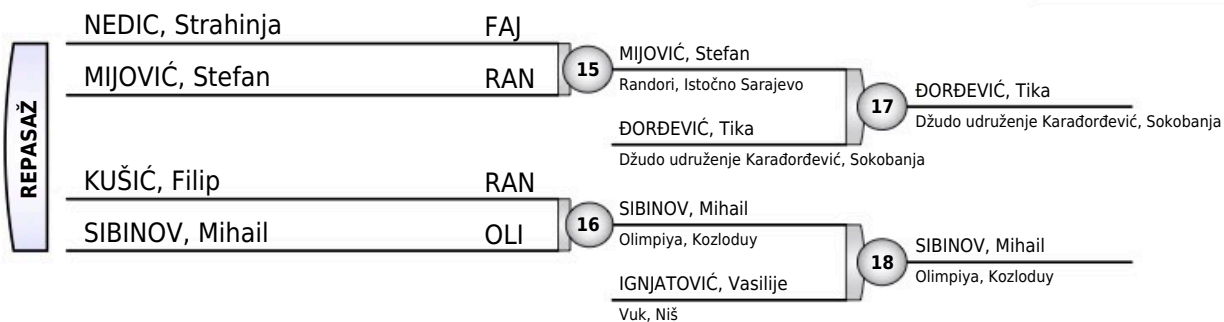 REPASAŽ
NEDIC, Strahinja FAJ
MIJOVIĆ, Stefan RAN
15
MIJOVIĆ, Stefan
Randori, Istočno Sarajevo
ĐORĐEVIĆ, Tika
Džudo udruženje Karađorđević, Sokobanja
17
ĐORĐEVIĆ, Tika
Džudo udruženje Karađorđević, Sokobanja
KUŠIĆ, Filip RAN
SIBINOV, Mihail OLI
16
SIBINOV, Mihail
Olimpiya, Kozloduy
IGNJATOVIĆ, Vasilije
Vuk, Niš
18
SIBINOV, Mihail
Olimpiya, Kozloduy